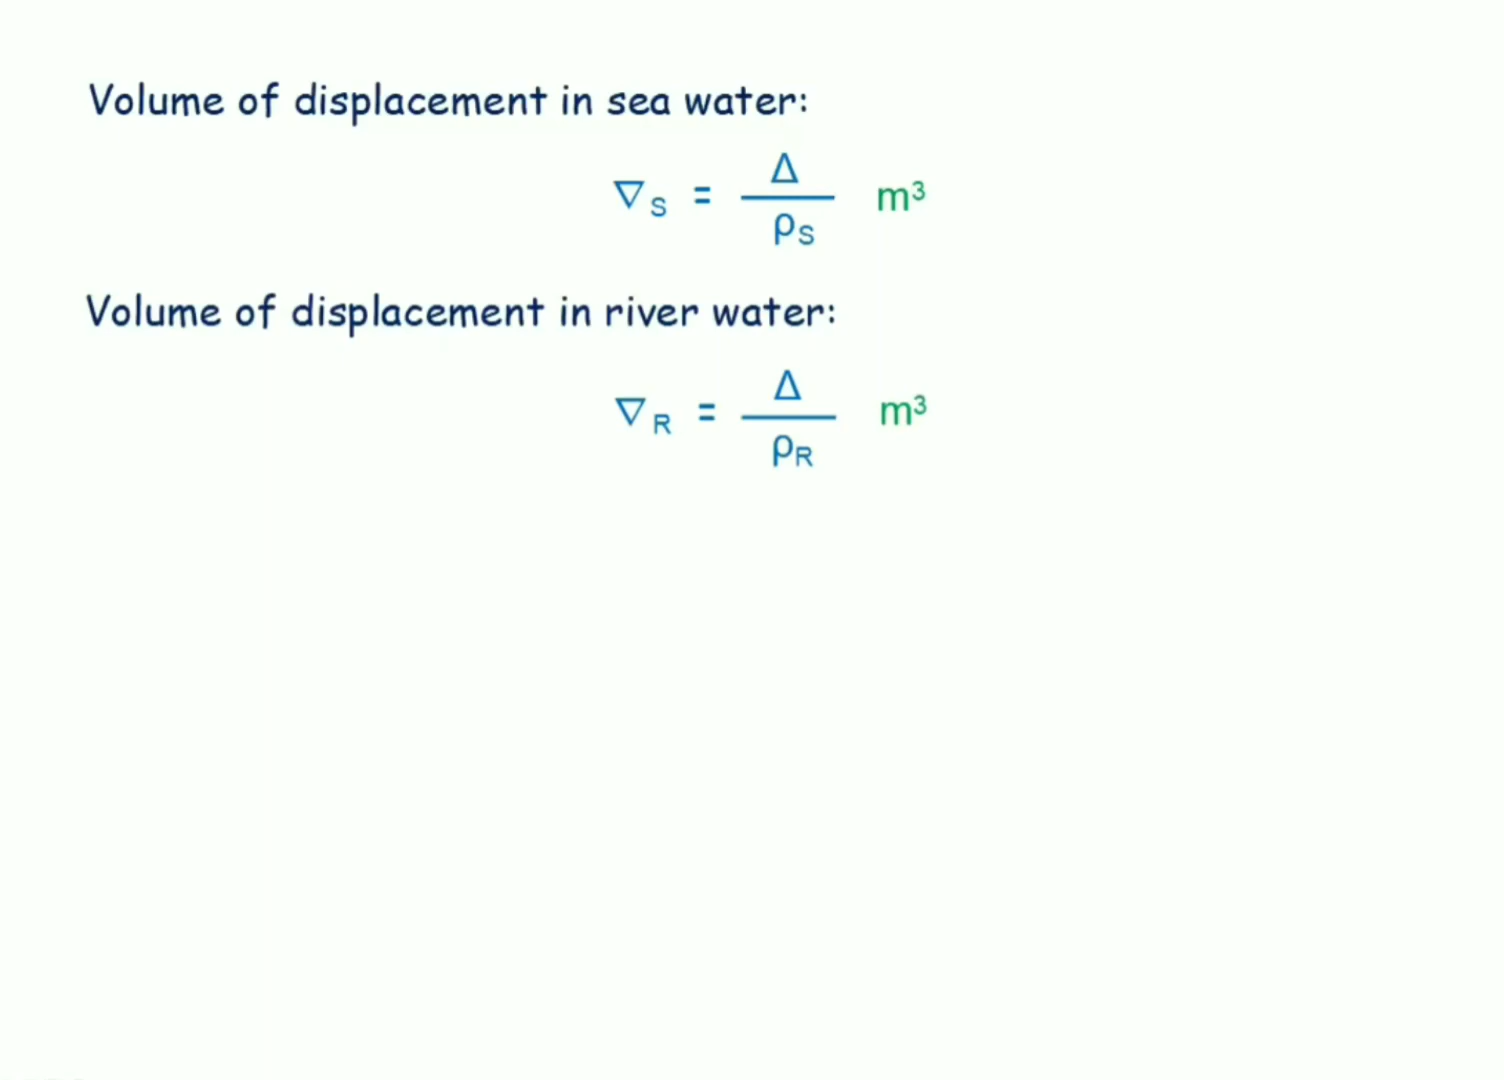 Volume of displacement in sea water:
∇S = Δ / ρS m³
Volume of displacement in river water:
∇R = Δ / ρR m³